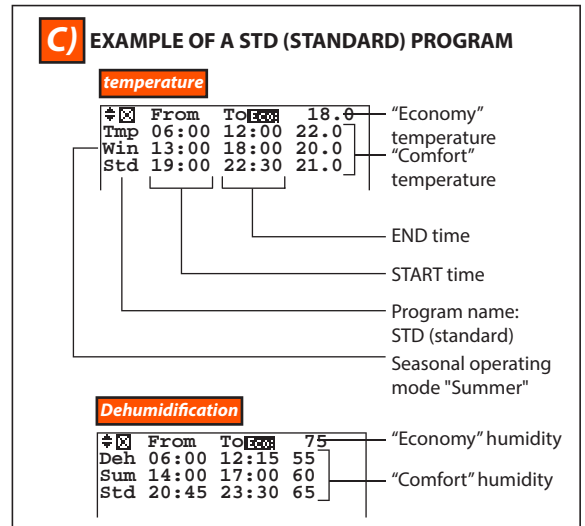 C) EXAMPLE OF A STD (STANDARD) PROGRAM
temperature
From To ECO 18.0
Tmp 06:00 12:00 22.0
Win 13:00 18:00 20.0
Std 19:00 22:30 21.0
“Economy”
temperature
“Comfort”
temperature
END time
START time
Program name:
STD (standard)
Seasonal operating
mode "Summer"
Dehumidification
From To ECO 75
Deh 06:00 12:15 55
Sum 14:00 17:00 60
Std 20:45 23:30 65
“Economy” humidity
“Comfort” humidity